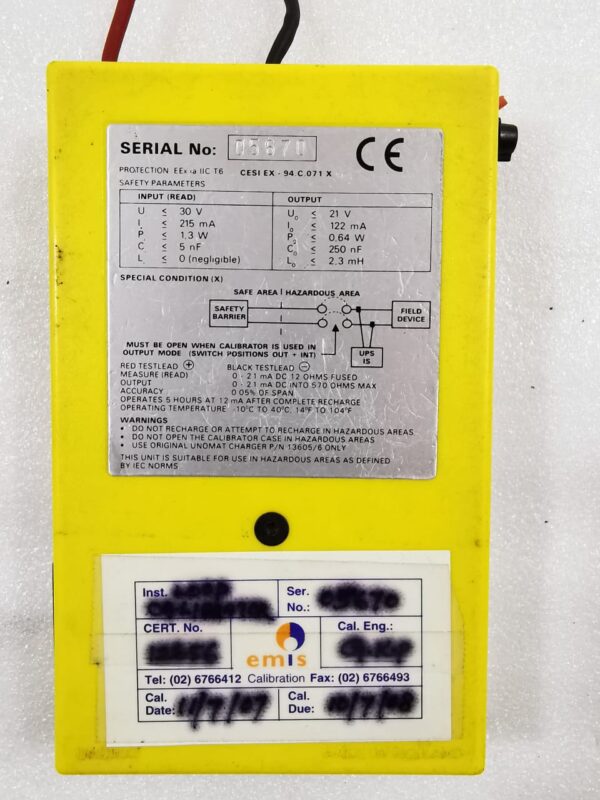 SERIAL No: 05870
CE
PROTECTION EEx ia IIC T6 CESI EX - 94.C.071 X
SAFETY PARAMETERS
INPUT (READ) OUTPUT
U ≤ 30 V Uo ≤ 21 V
I ≤ 215 mA Io ≤ 122 mA
P ≤ 1,3 W Po ≤ 0,64 W
C ≤ 5 nF Co ≤ 250 nF
L ≤ 0 (negligible) Lo ≤ 2,3 mH
SPECIAL CONDITION (X)
SAFE AREA | HAZARDOUS AREA
SAFETY BARRIER
FIELD DEVICE
UPS IS
MUST BE OPEN WHEN CALIBRATOR IS USED IN
OUTPUT MODE (SWITCH POSITIONS OUT + INT)
RED TESTLEAD + BLACK TESTLEAD −
MEASURE (READ) 0 - 21 mA DC 12 OHMS FUSED
OUTPUT 0 - 21 mA DC INTO 570 OHMS MAX
ACCURACY 0.05% OF SPAN
OPERATES 5 HOURS AT 12 mA AFTER COMPLETE RECHARGE
OPERATING TEMPERATURE -10°C TO 40°C, 14°F TO 104°F
WARNINGS
• DO NOT RECHARGE OR ATTEMPT TO RECHARGE IN HAZARDOUS AREAS
• DO NOT OPEN THE CALIBRATOR CASE IN HAZARDOUS AREAS
• USE ORIGINAL UNOMAT CHARGER P/N 13605/6 ONLY
THIS UNIT IS SUITABLE FOR USE IN HAZARDOUS AREAS AS DEFINED
BY IEC NORMS
Inst. Ser.
No.:
CERT. No. Cal. Eng.:
emis
Tel: (02) 6766412 Calibration Fax: (02) 6766493
Cal. Cal.
Date: Due: